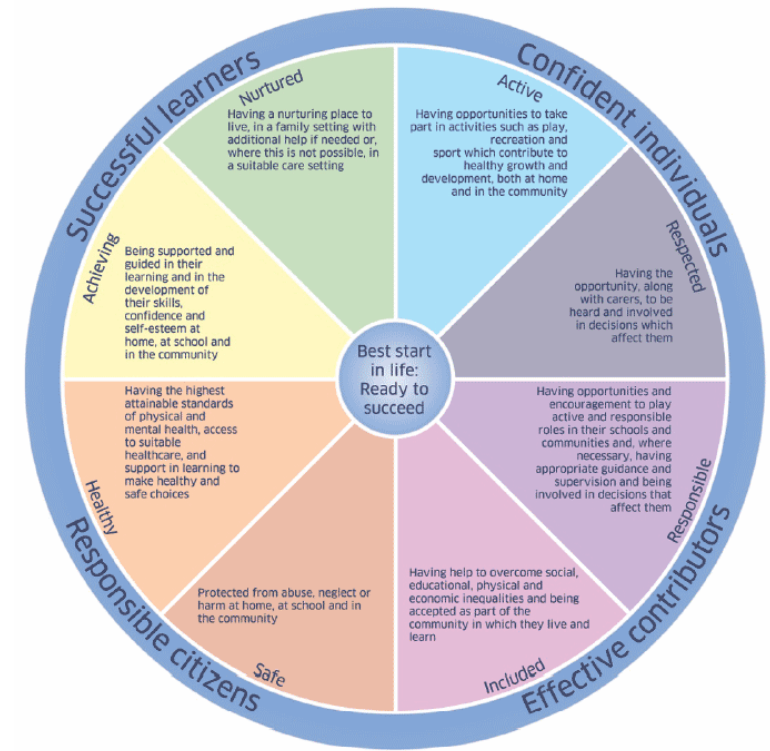 Successful learners
Confident individuals
Nurtured
Having a nurturing place to
live, in a family setting with
additional help if needed or,
where this is not possible, in
a suitable care setting
Active
Having opportunities to take
part in activities such as play,
recreation and
sport which contribute to
healthy growth and
development, both at home
and in the community
Achieving
Being supported and
guided in their
learning and in the
development of
their skills,
confidence and
self-esteem at
home, at school and
in the community
Respected
Having the
opportunity, along
with carers, to be
heard and involved
in decisions which
affect them
Best start
in life:
Ready to
succeed
Healthy
Having the highest
attainable standards
of physical and
mental health, access
to suitable
healthcare, and
support in learning to
make healthy and
safe choices
Responsible
Having opportunities and
encouragement to play
active and responsible
roles in their schools and
communities and, where
necessary, having
appropriate guidance and
supervision and being
involved in decisions that
affect them
Protected from abuse, neglect or
harm at home, at school and in
the community
Safe
Having help to overcome social,
educational, physical and
economic inequalities and being
accepted as part of the
community in which they live and
learn
Included
Responsible citizens
Effective contributors